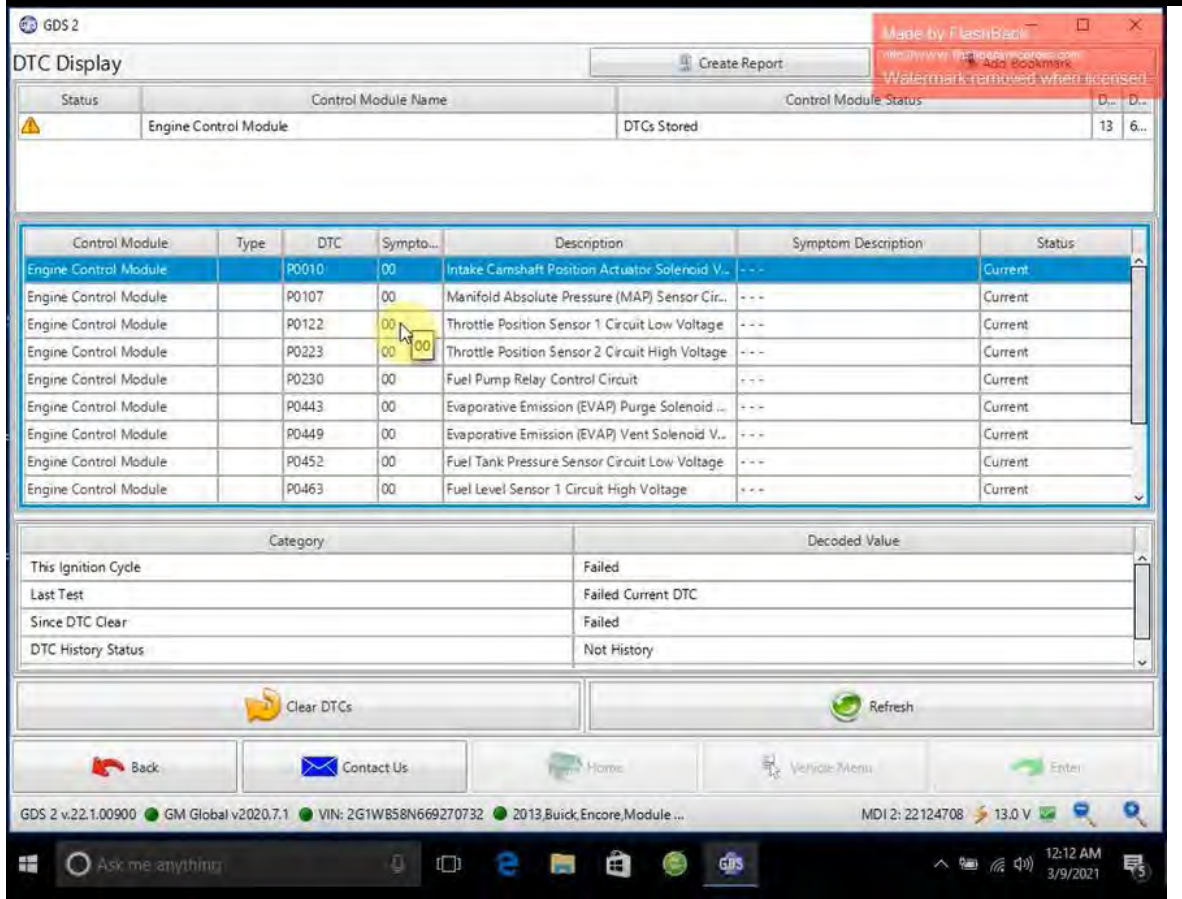 GDS 2
Made by FlashBack
DTC Display
Create Report
Add Bookmark
Watermark removed when licensed
Status Control Module Name Control Module Status D... D...
Engine Control Module DTCs Stored 13 6...
Control Module Type DTC Sympto... Description Symptom Description Status
Engine Control Module P0010 00 Intake Camshaft Position Actuator Solenoid V... - - - Current
Engine Control Module P0107 00 Manifold Absolute Pressure (MAP) Sensor Cir... - - - Current
Engine Control Module P0122 00 Throttle Position Sensor 1 Circuit Low Voltage - - - Current
00
Engine Control Module P0223 00 Throttle Position Sensor 2 Circuit High Voltage - - - Current
Engine Control Module P0230 00 Fuel Pump Relay Control Circuit - - - Current
Engine Control Module P0443 00 Evaporative Emission (EVAP) Purge Solenoid ... - - - Current
Engine Control Module P0449 00 Evaporative Emission (EVAP) Vent Solenoid V... - - - Current
Engine Control Module P0452 00 Fuel Tank Pressure Sensor Circuit Low Voltage - - - Current
Engine Control Module P0463 00 Fuel Level Sensor 1 Circuit High Voltage - - - Current
Category Decoded Value
This Ignition Cycle Failed
Last Test Failed Current DTC
Since DTC Clear Failed
DTC History Status Not History
Clear DTCs Refresh
Back Contact Us Home Vehicle Menu Enter
GDS 2 v.22.1.00900 GM Global v2020.7.1 VIN: 2G1WB58N669270732 2013,Buick,Encore,Module ... MDI 2: 22124708 13.0 V
Ask me anything GDS 12:12 AM
3/9/2021 5